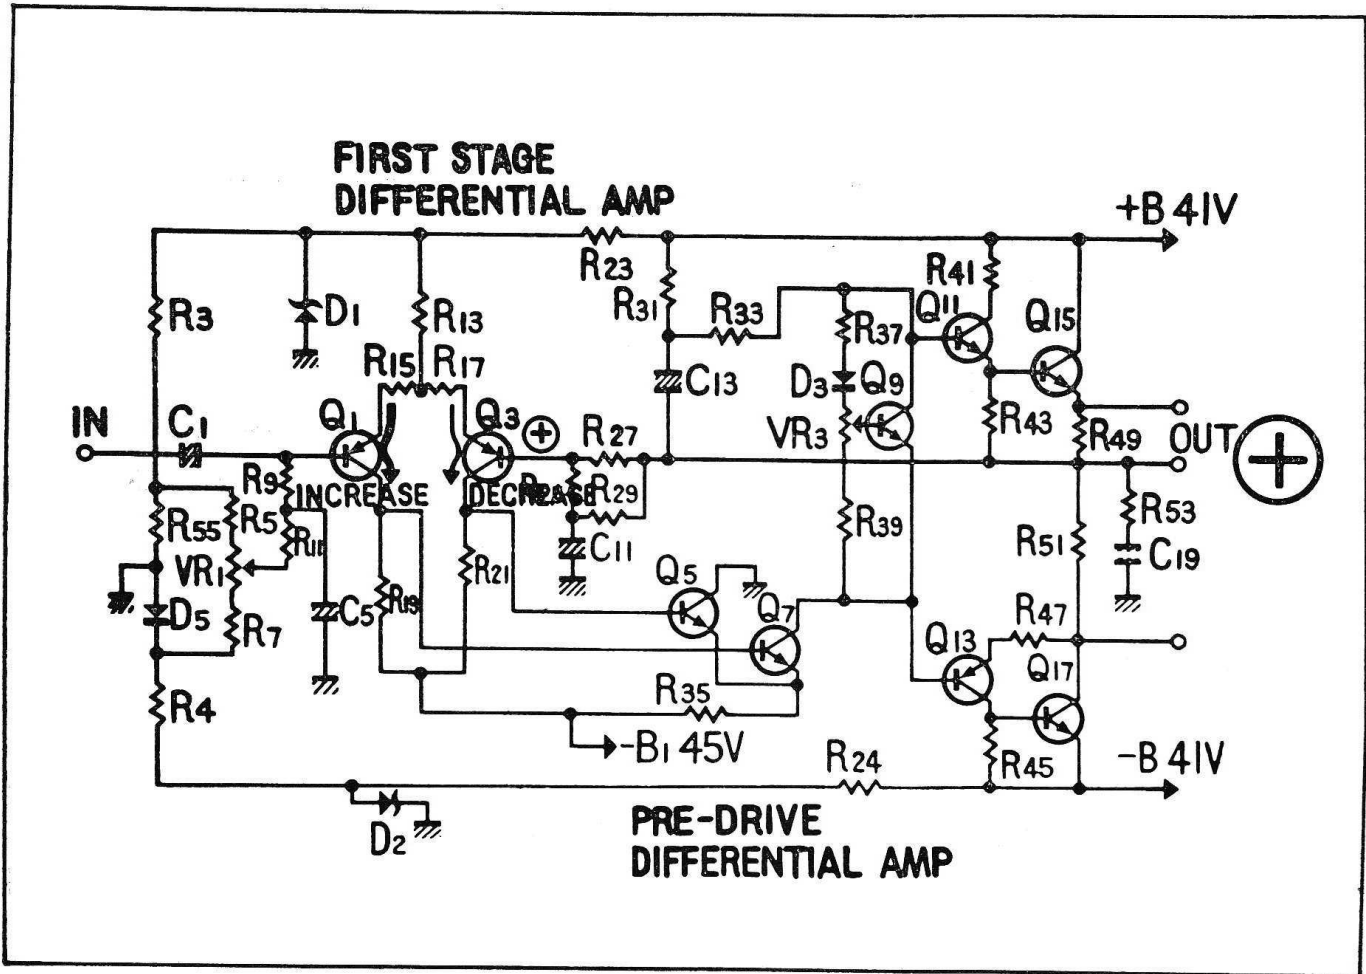 FIRST STAGE
DIFFERENTIAL AMP
+B 41V
R23
R41
R31
R33
Q11
Q15
R3
D1
R13
R37
R15
R17
C13
D3
Q9
IN
C1
Q1
Q3
+
R27
VR3
R43
R49
OUT
+
R9
INCREASE
DECREASE
R29
R55
R5
R11
R39
R53
R51
C19
VR1
C11
Q5
R21
D5
R7
C5
R19
Q7
R47
Q13
Q17
R4
R35
-B1 45V
R24
R45
-B 41V
D2
PRE-DRIVE
DIFFERENTIAL AMP